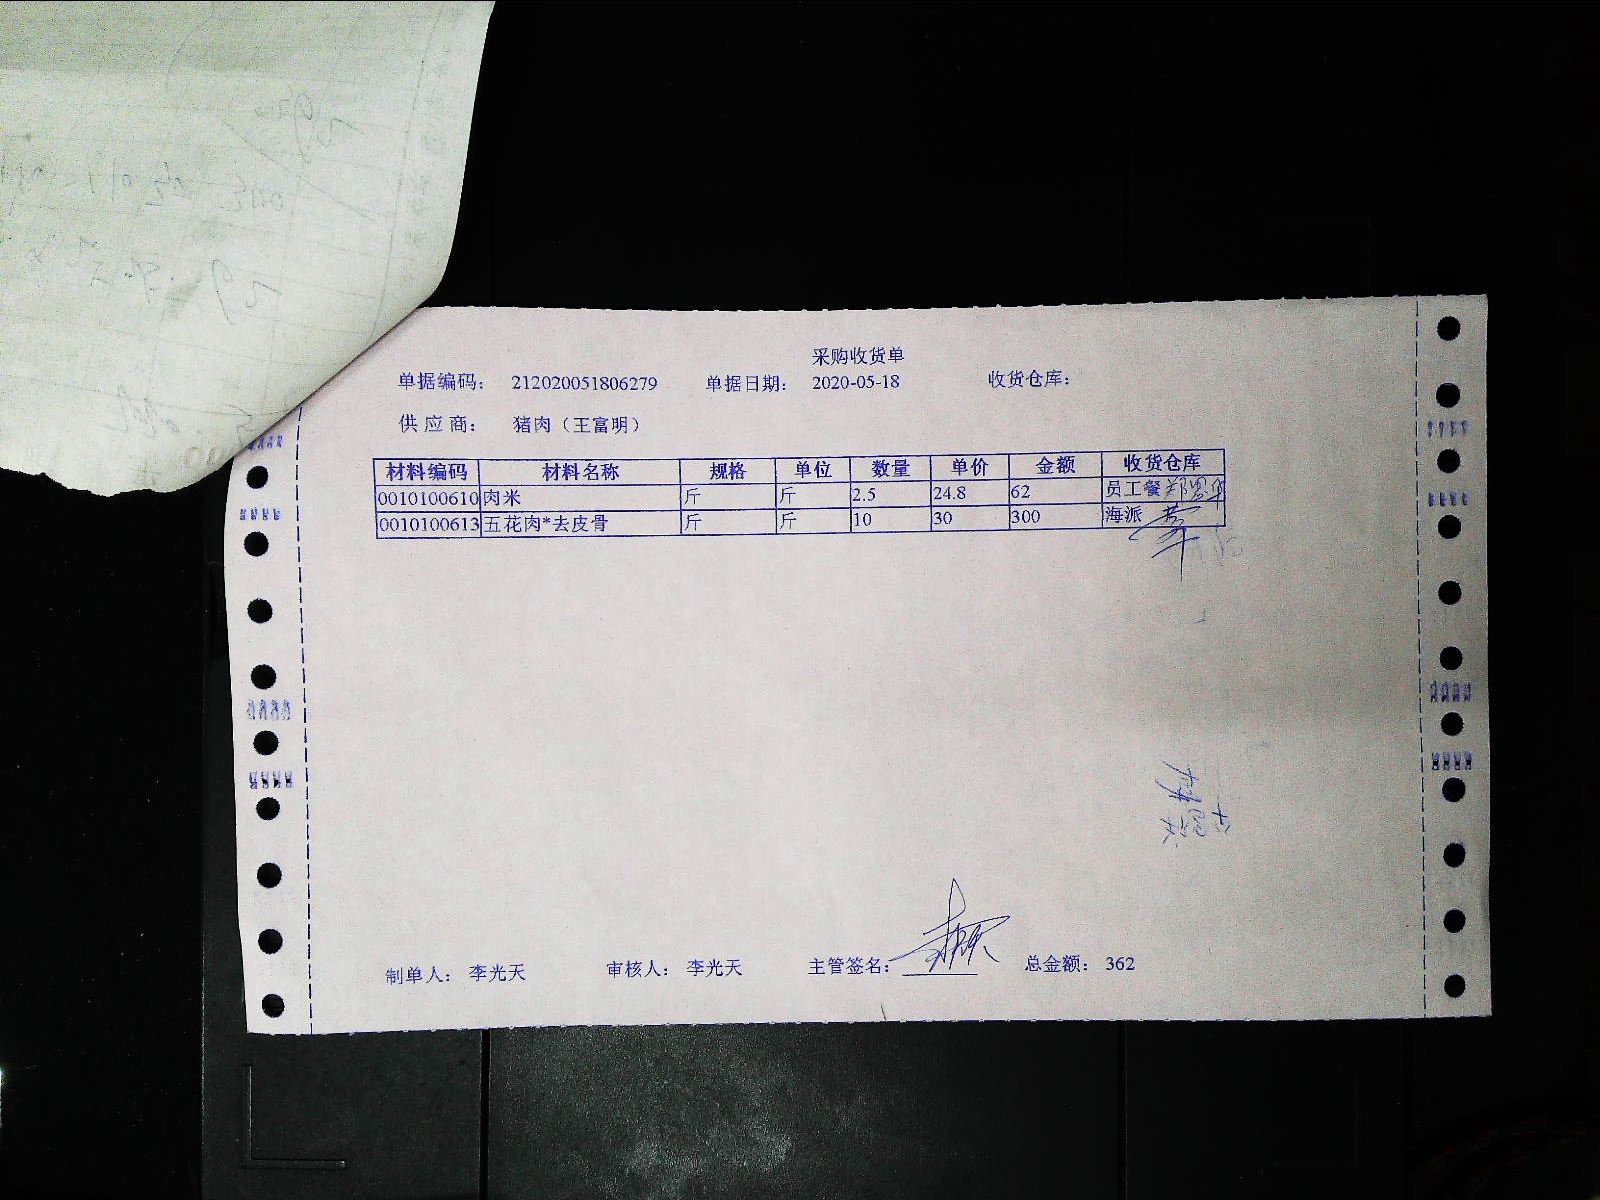 采购收货单
单据编码： 212020051806279 单据日期： 2020-05-18 收货仓库：
供 应 商： 猪肉（王富明）
材料编码 材料名称 规格 单位 数量 单价 金额 收货仓库
0010100610 肉米 斤 斤 2.5 24.8 62 员工餐
0010100613 五花肉*去皮骨 斤 斤 10 30 300 海派
制单人： 李光天 审核人： 李光天 主管签名： 总金额： 362